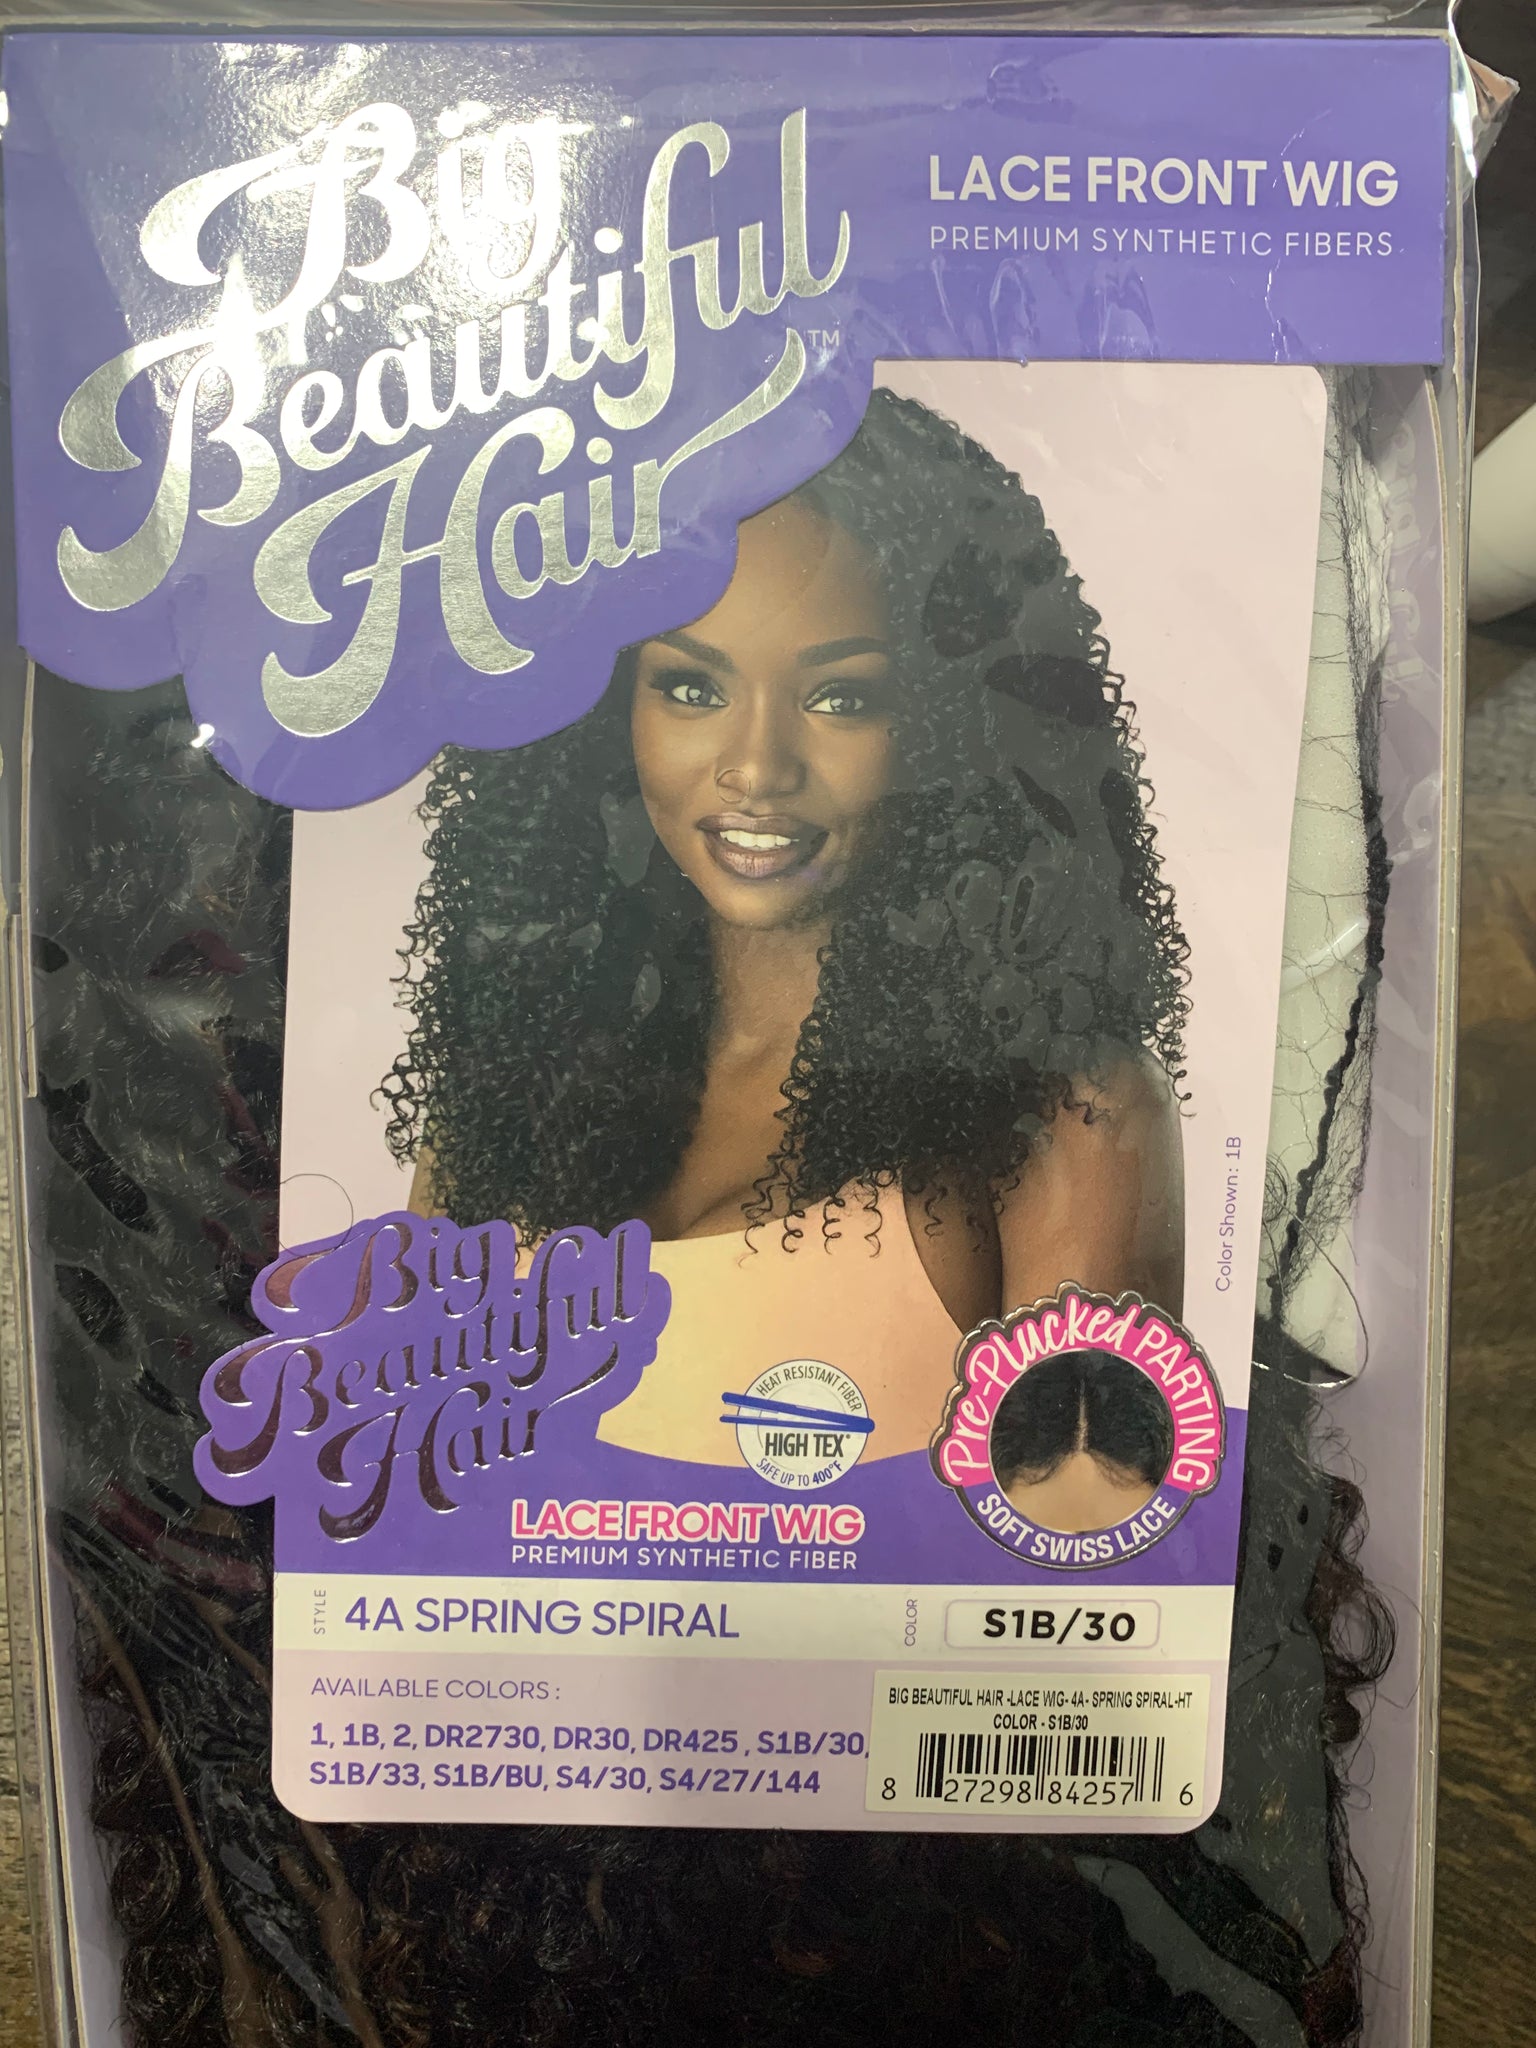 Big
Beautiful
Hair
TM
LACE FRONT WIG
PREMIUM SYNTHETIC FIBERS
Color Shown: 1B
Big
Beautiful
Hair
HEAT RESISTANT FIBER
HIGH TEX®
SAFE UP TO 400°F
Pre-Plucked PARTING
SOFT SWISS LACE
LACE FRONT WIG
PREMIUM SYNTHETIC FIBER
STYLE
4A SPRING SPIRAL
COLOR
S1B/30
AVAILABLE COLORS :
1, 1B, 2, DR2730, DR30, DR425, S1B/30,
S1B/33, S1B/BU, S4/30, S4/27/144
BIG BEAUTIFUL HAIR -LACE WIG- 4A- SPRING SPIRAL-HT
COLOR - S1B/30
8 27298 84257 6